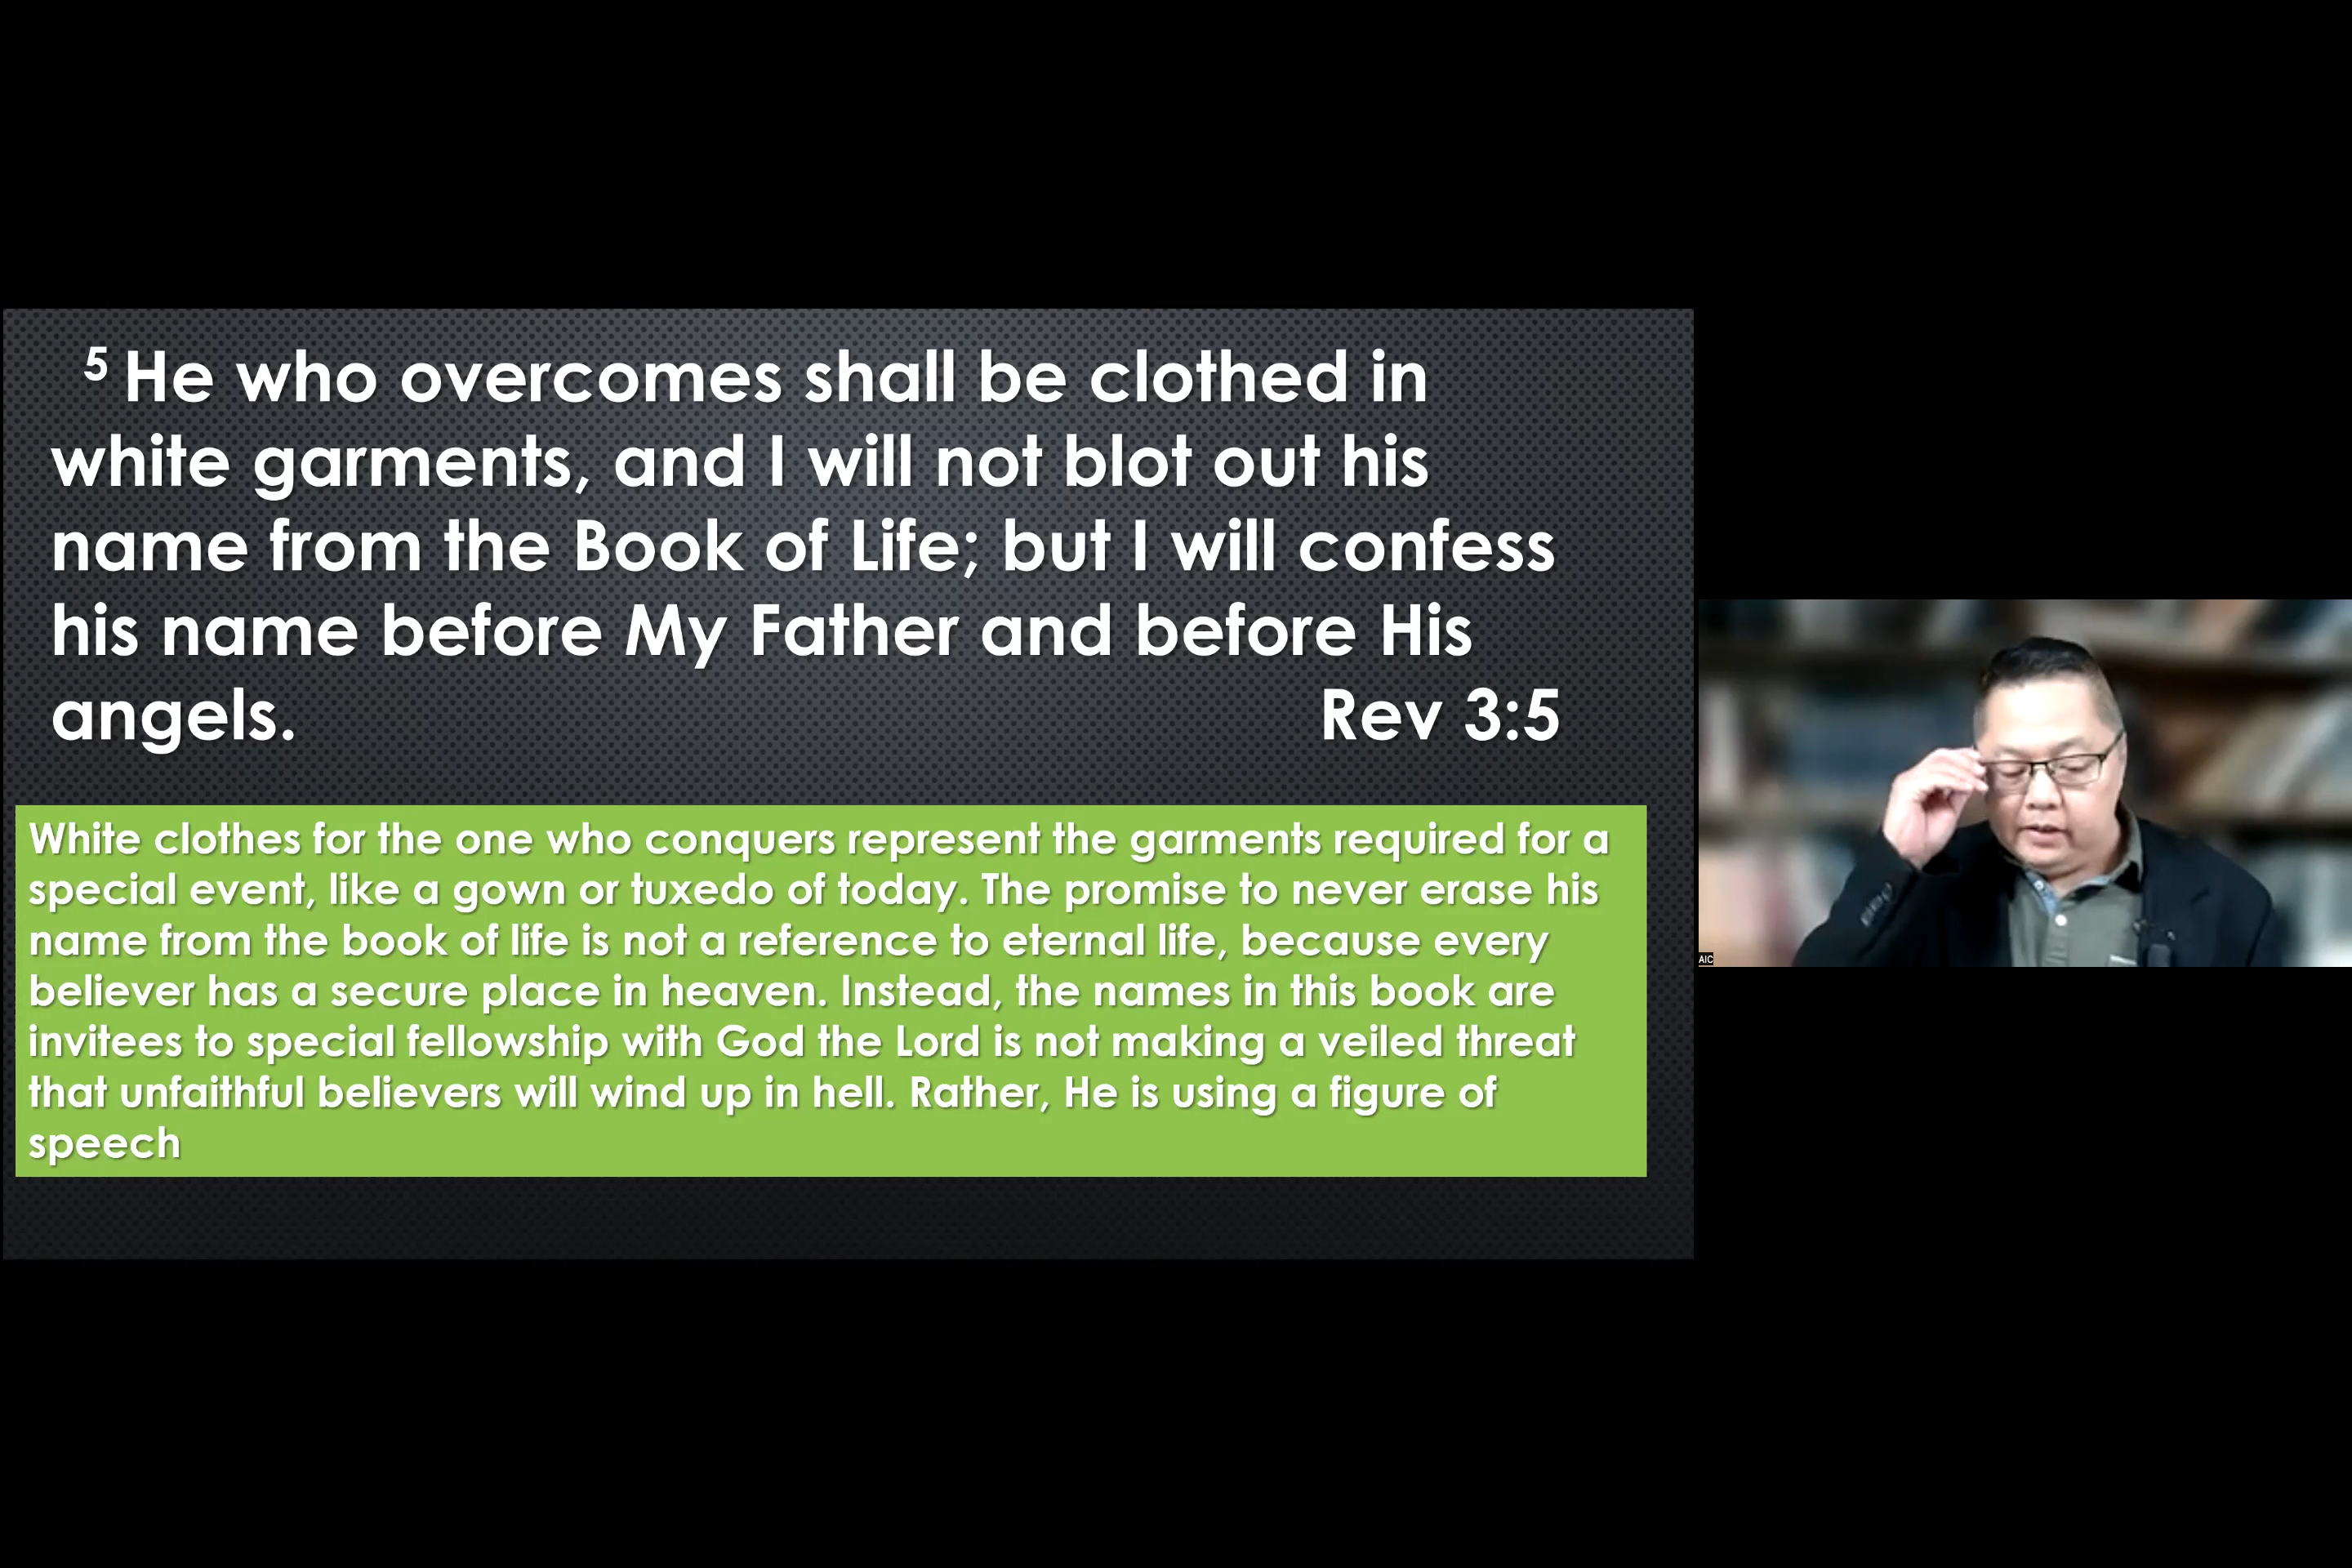 5 He who overcomes shall be clothed in
white garments, and I will not blot out his
name from the Book of Life; but I will confess
his name before My Father and before His
angels. Rev 3:5
White clothes for the one who conquers represent the garments required for a
special event, like a gown or tuxedo of today. The promise to never erase his
name from the book of life is not a reference to eternal life, because every
believer has a secure place in heaven. Instead, the names in this book are
invitees to special fellowship with God the Lord is not making a veiled threat
that unfaithful believers will wind up in hell. Rather, He is using a figure of
speech
AIC